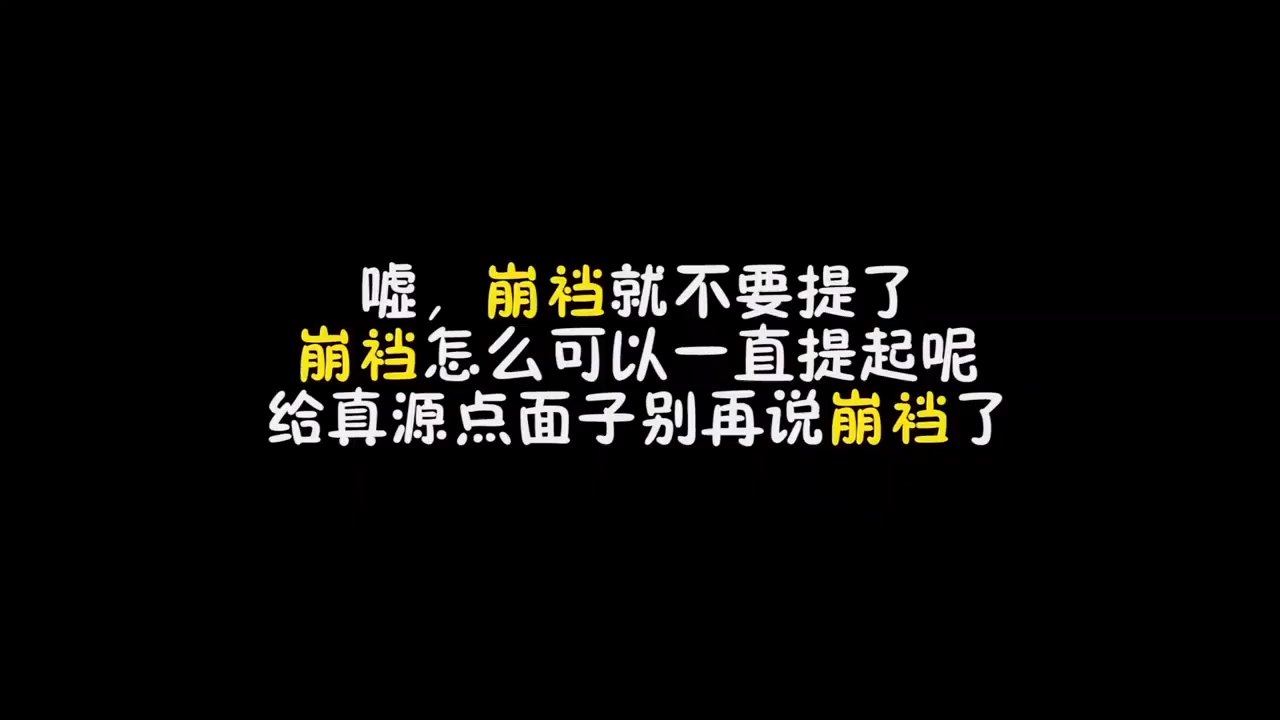 嘘，崩裆就不要提了
崩裆怎么可以一直提起呢
给真源点面子别再说崩裆了